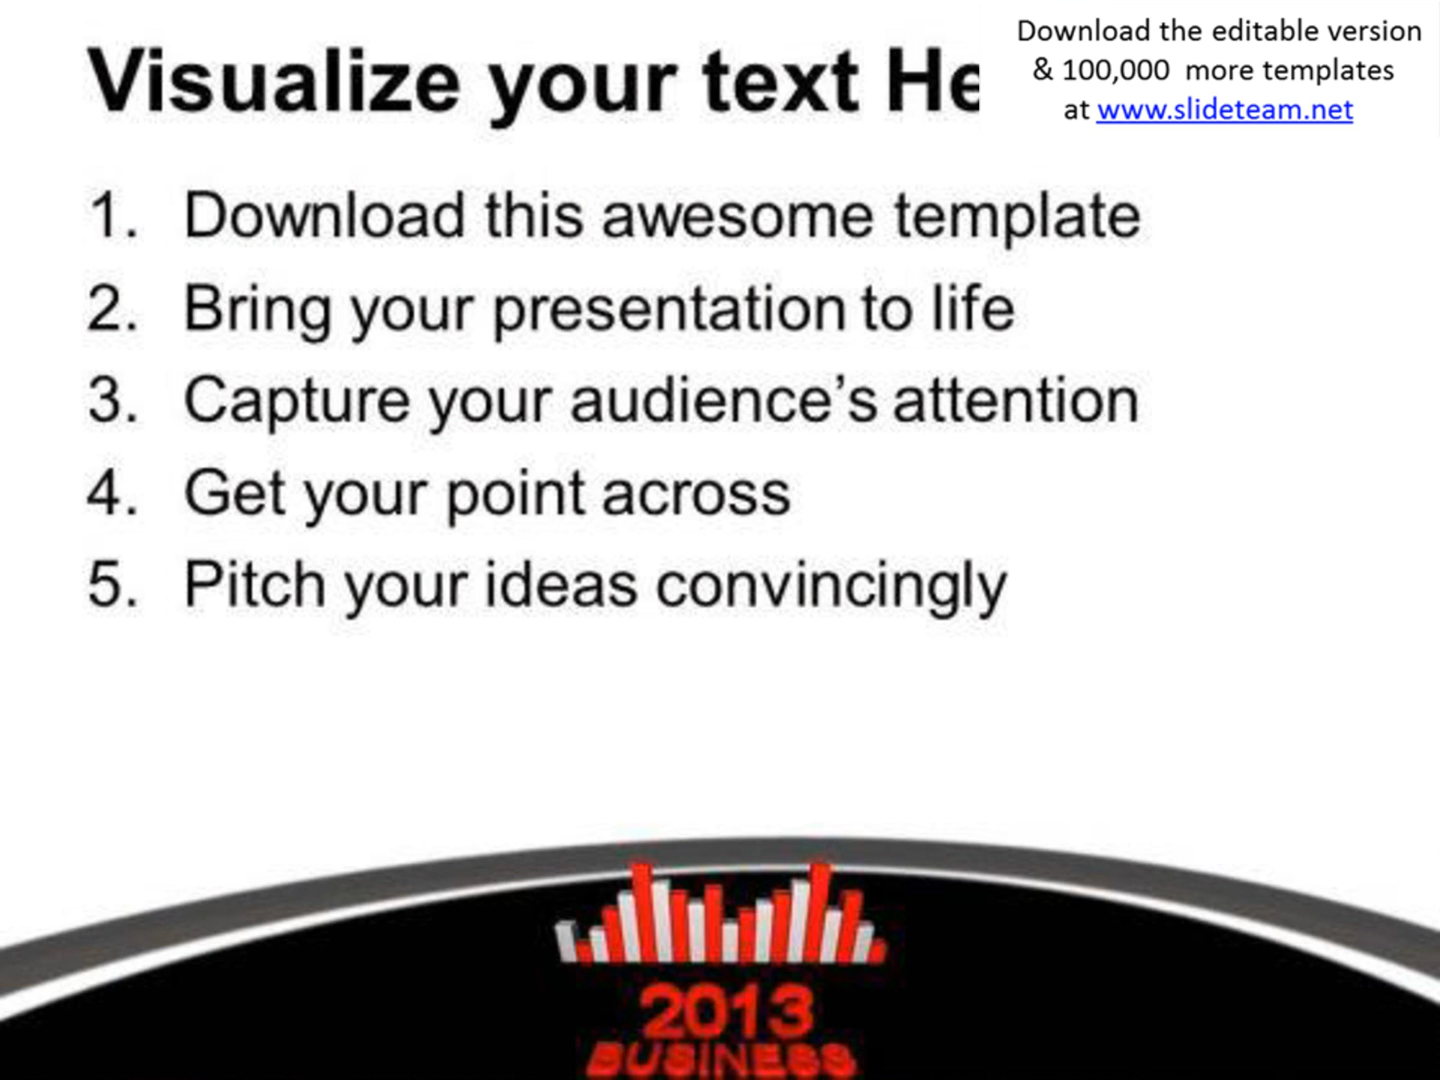 Visualize your text He
Download the editable version
& 100,000 more templates
at www.slideteam.net
1. Download this awesome template
2. Bring your presentation to life
3. Capture your audience’s attention
4. Get your point across
5. Pitch your ideas convincingly
2013
BUSINESS